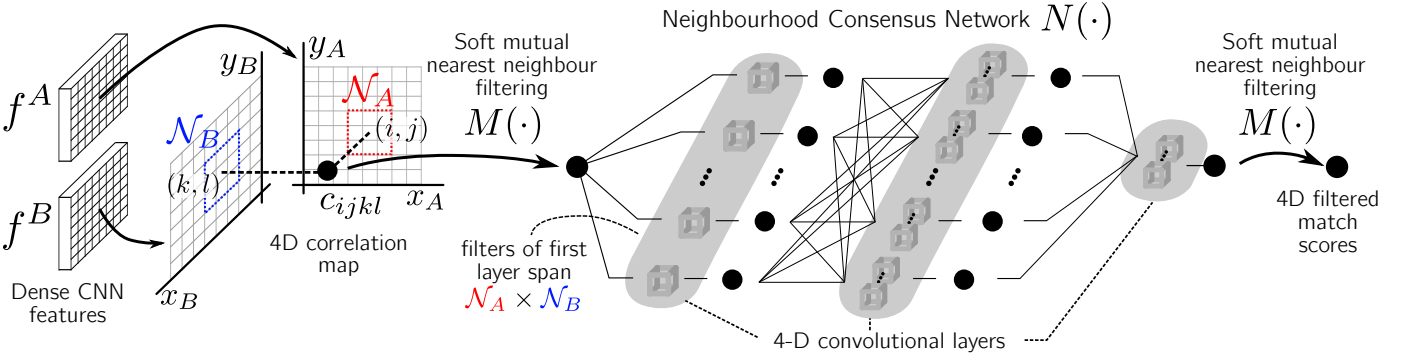 f^A
f^B
Dense CNN
features
y_B
𝒩_B
(k, l)
x_B
y_A
𝒩_A
(i, j)
c_{ijkl}
x_A
4D correlation
map
Soft mutual
nearest neighbour
filtering
M(·)
filters of first
layer span
𝒩_A × 𝒩_B
Neighbourhood Consensus Network N(·)
4-D convolutional layers
Soft mutual
nearest neighbour
filtering
M(·)
4D filtered
match
scores